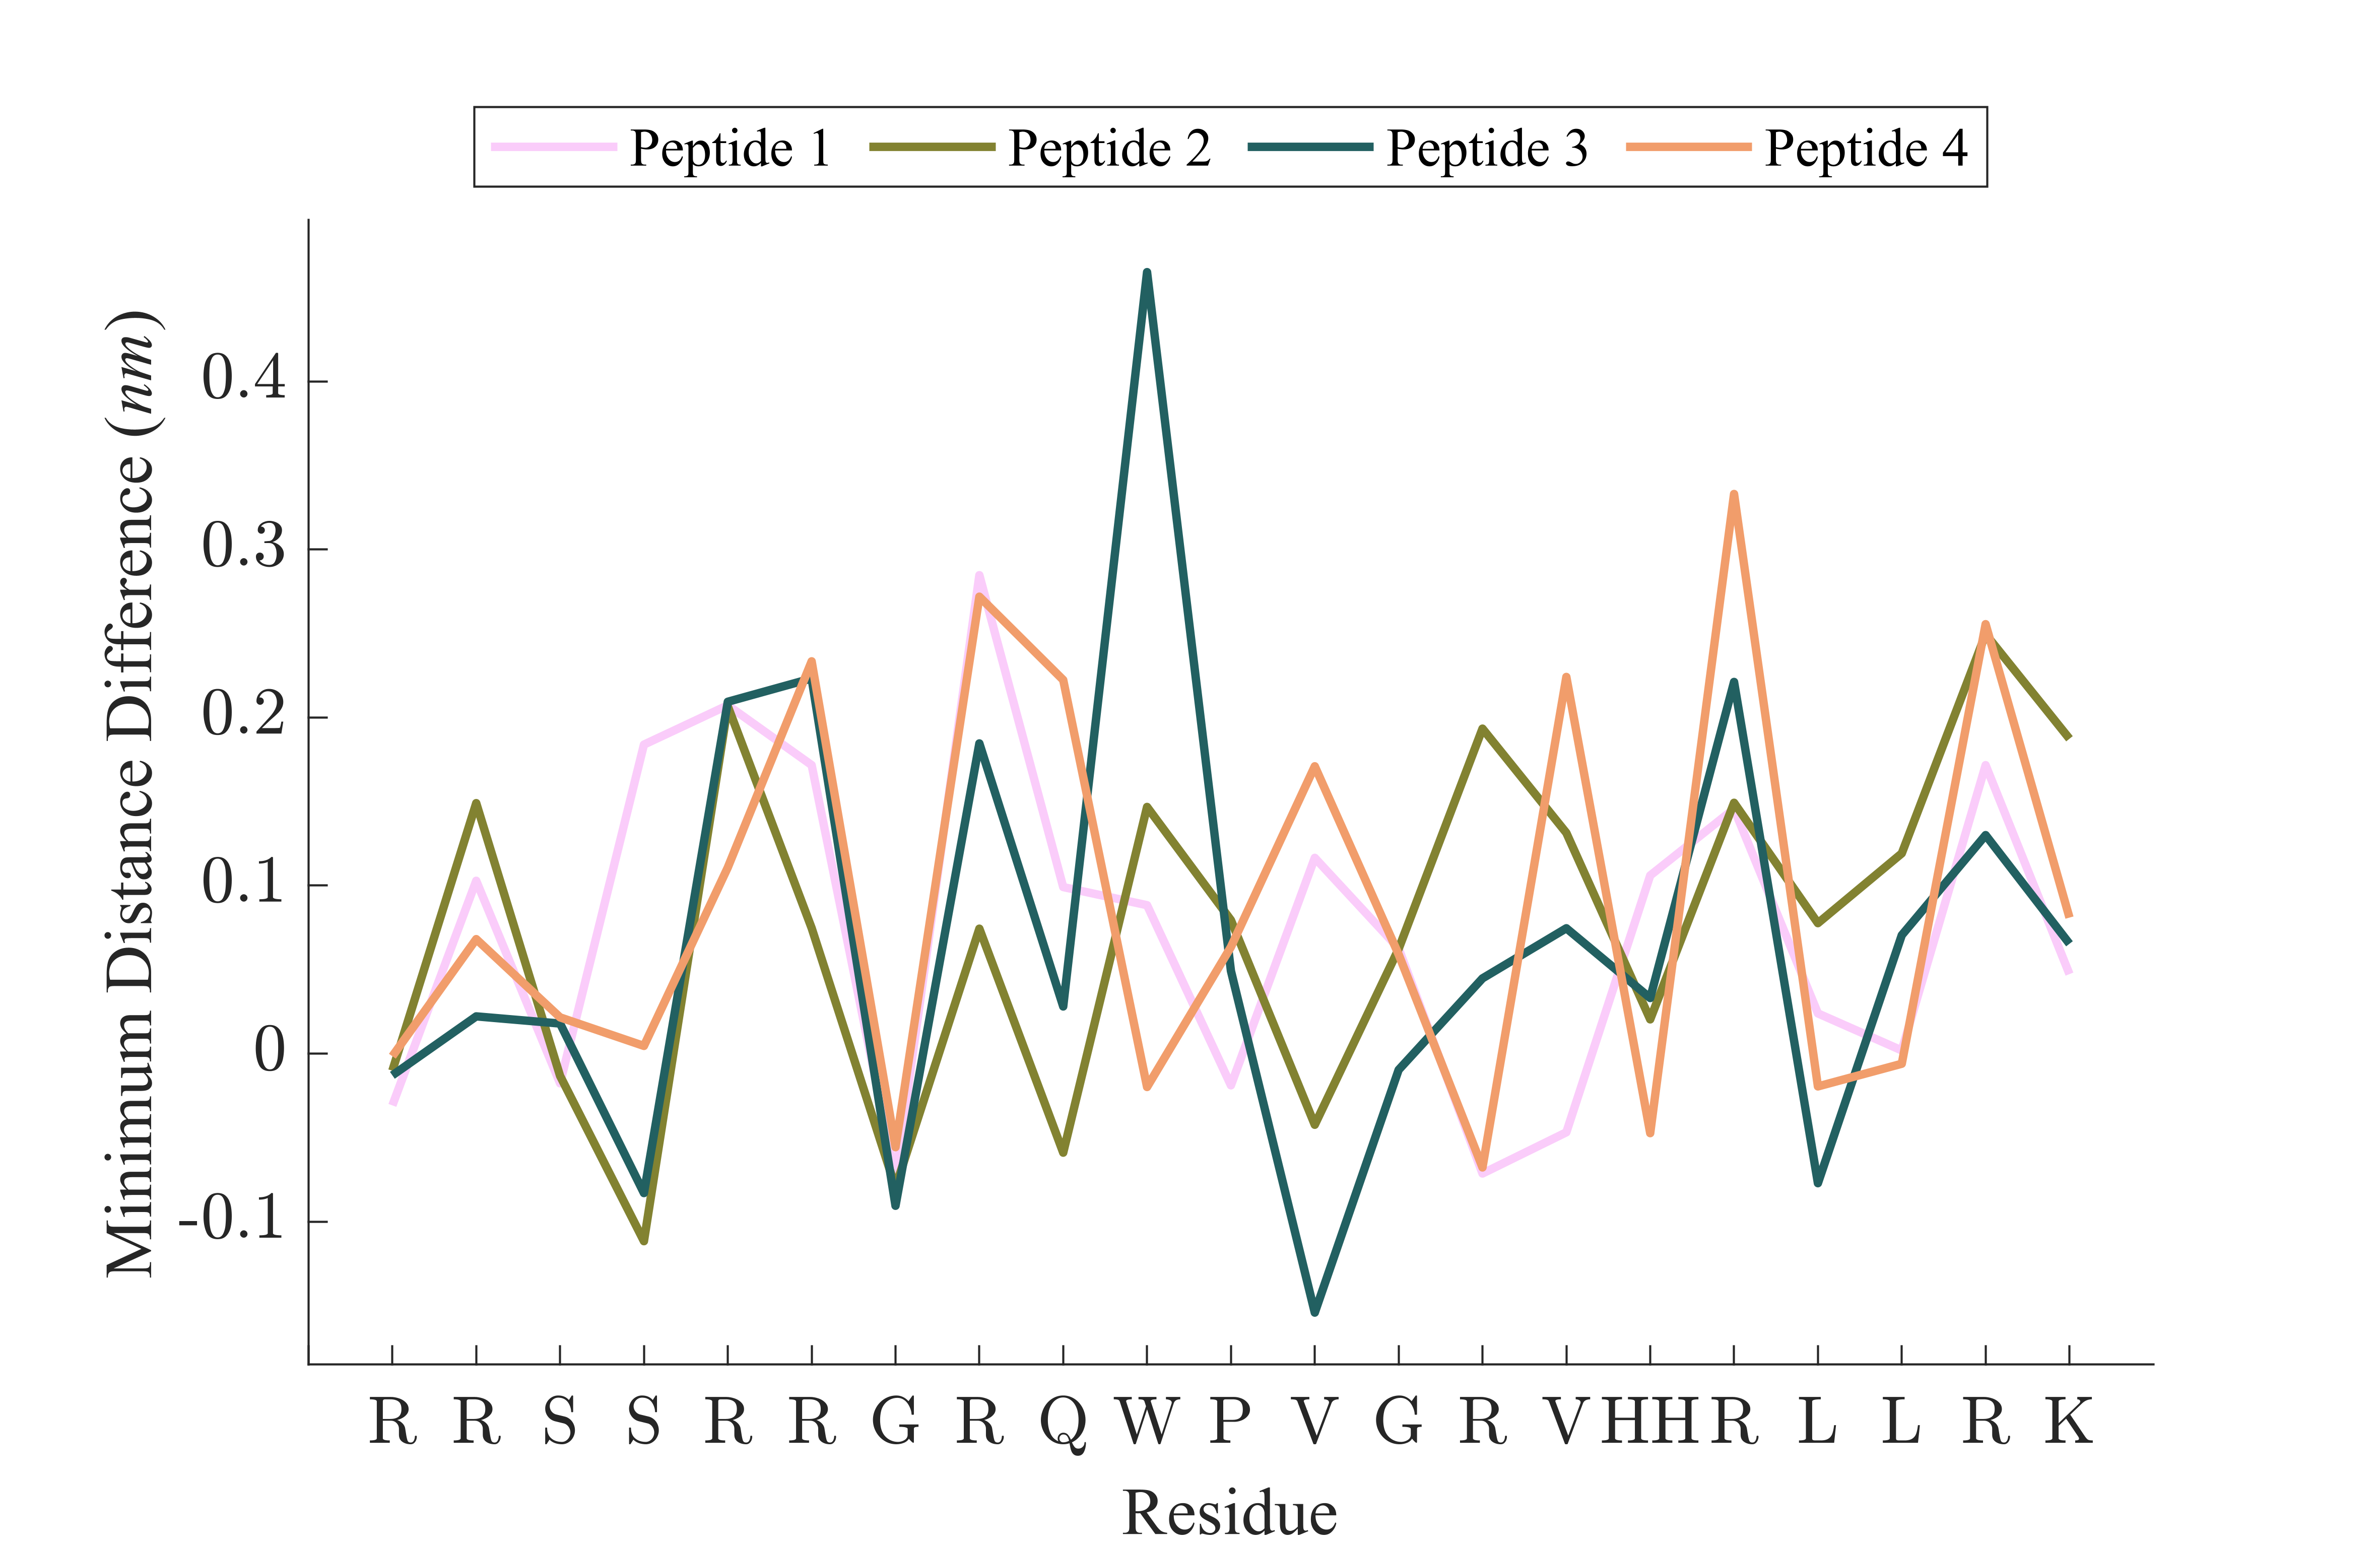 Peptide 1 Peptide 2 Peptide 3 Peptide 4
Minimum Distance Difference (nm)
0.4
0.3
0.2
0.1
0
-0.1
R R S S R R G R Q W P V G R V HH R L L R K
Residue